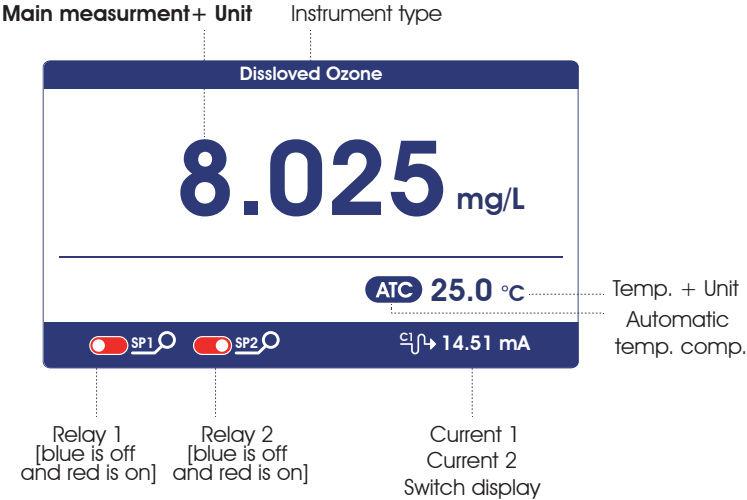 Main measurment+ Unit
Instrument type
Dissloved Ozone
8.025 mg/L
ATC 25.0 °C
Temp. + Unit
Automatic
temp. comp.
SP1 SP2 C1 14.51 mA
Relay 1
[blue is off
and red is on]
Relay 2
[blue is off
and red is on]
Current 1
Current 2
Switch display